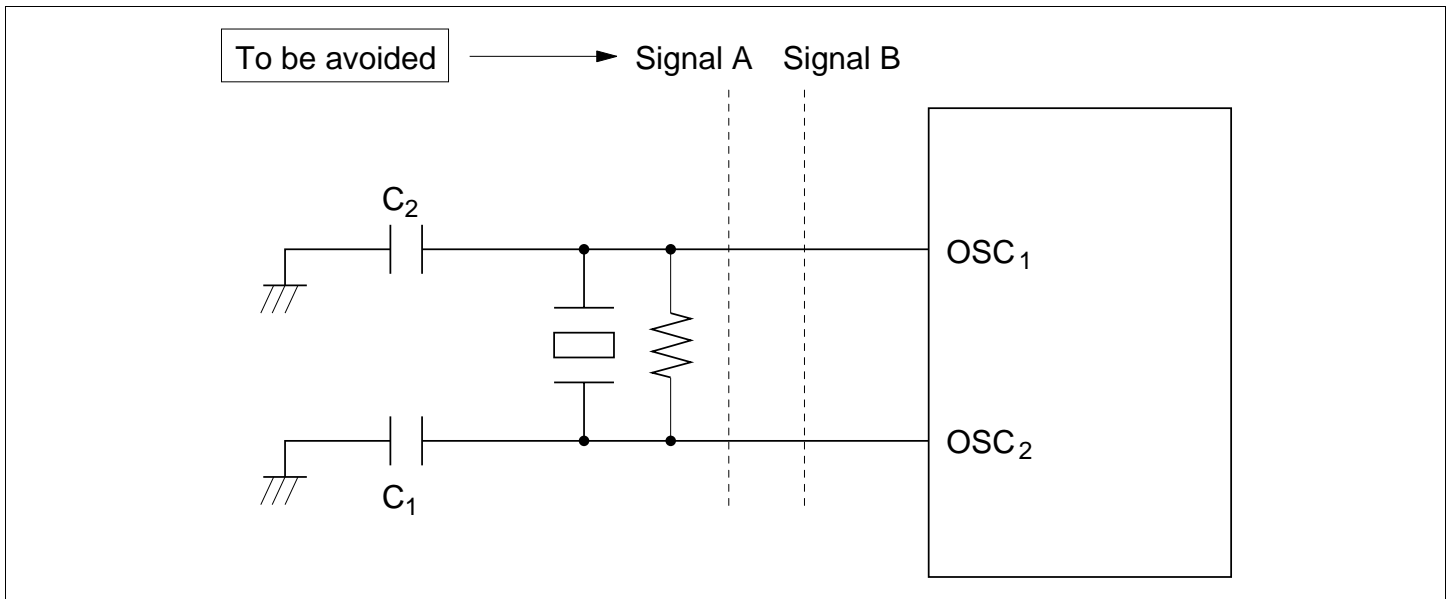 To be avoided
Signal A
Signal B
C2
OSC1
OSC2
C1